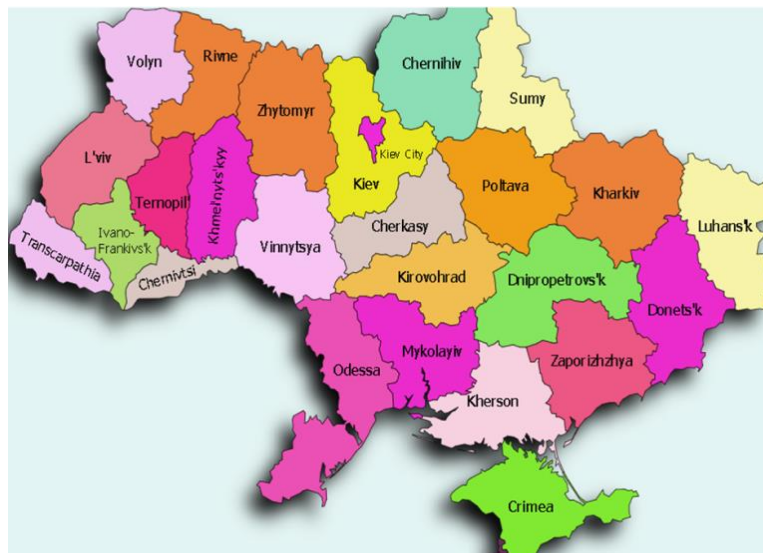 Volyn
Rivne
Chernihiv
Sumy
Zhytomyr
Kiev City
L'viv
Kiev
Poltava
Kharkiv
Ternopil'
Khmel'nyts'kyy
Luhans'k
Cherkasy
Ivano-
Frankivs'k
Vinnytsya
Transcarpathia
Chernivtsi
Kirovohrad
Dnipropetrovs'k
Donets'k
Mykolayiv
Odessa
Zaporizhzhya
Kherson
Crimea